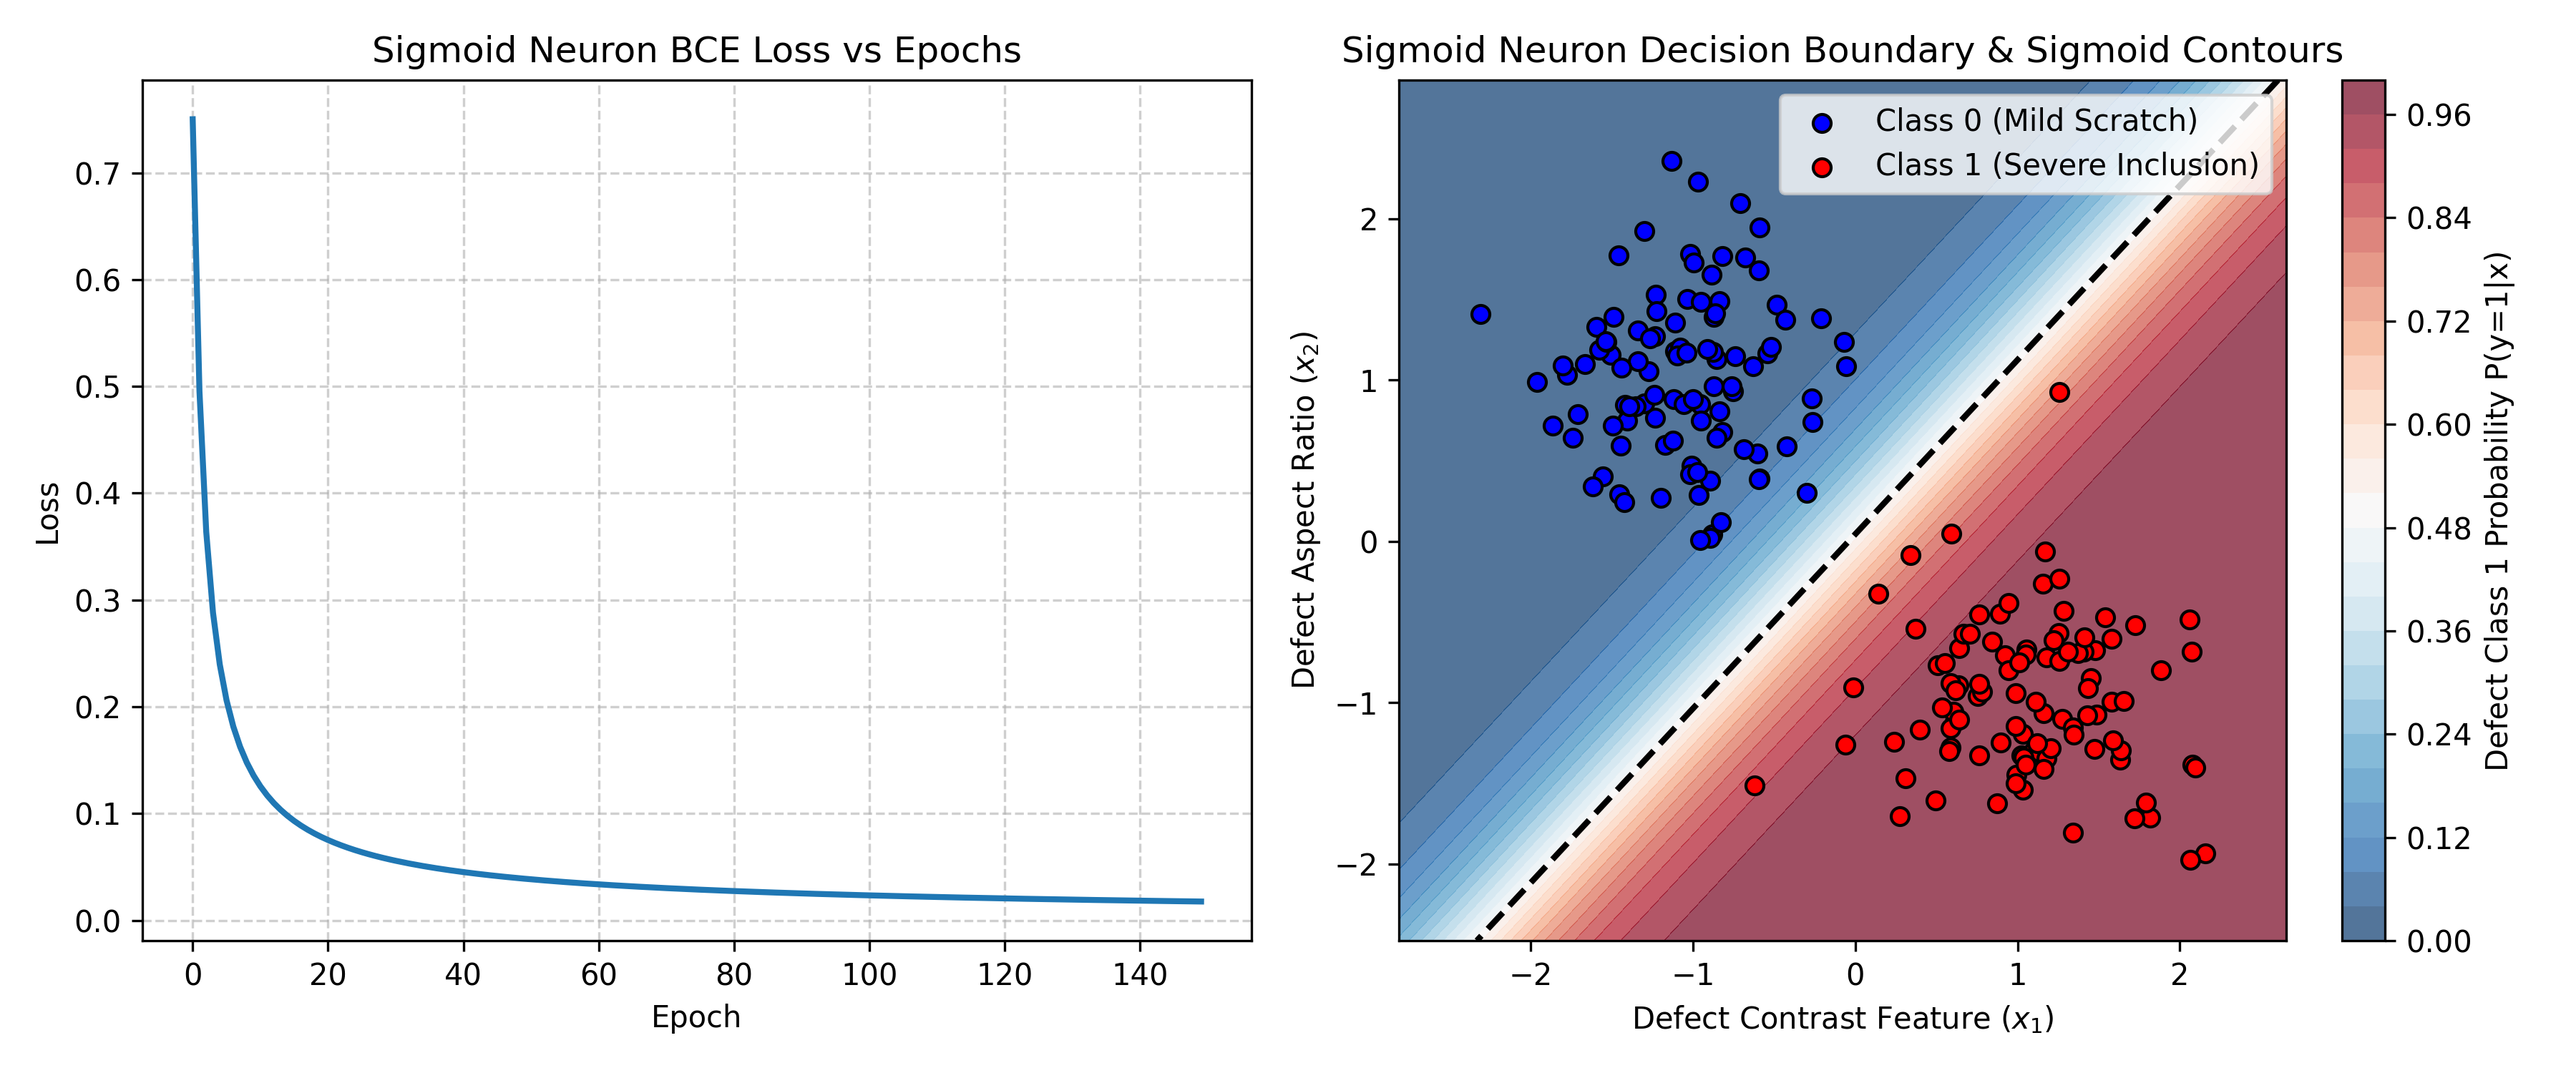 Sigmoid Neuron BCE Loss vs Epochs
0.7
0.6
0.5
0.4
0.3
0.2
0.1
0.0
Loss
0 20 40 60 80 100 120 140
Epoch
Sigmoid Neuron Decision Boundary & Sigmoid Contours
Class 0 (Mild Scratch)
Class 1 (Severe Inclusion)
2
1
0
−1
−2
Defect Aspect Ratio (x₂)
−2 −1 0 1 2
Defect Contrast Feature (x₁)
0.96
0.84
0.72
0.60
0.48
0.36
0.24
0.12
0.00
Defect Class 1 Probability P(y=1|x)